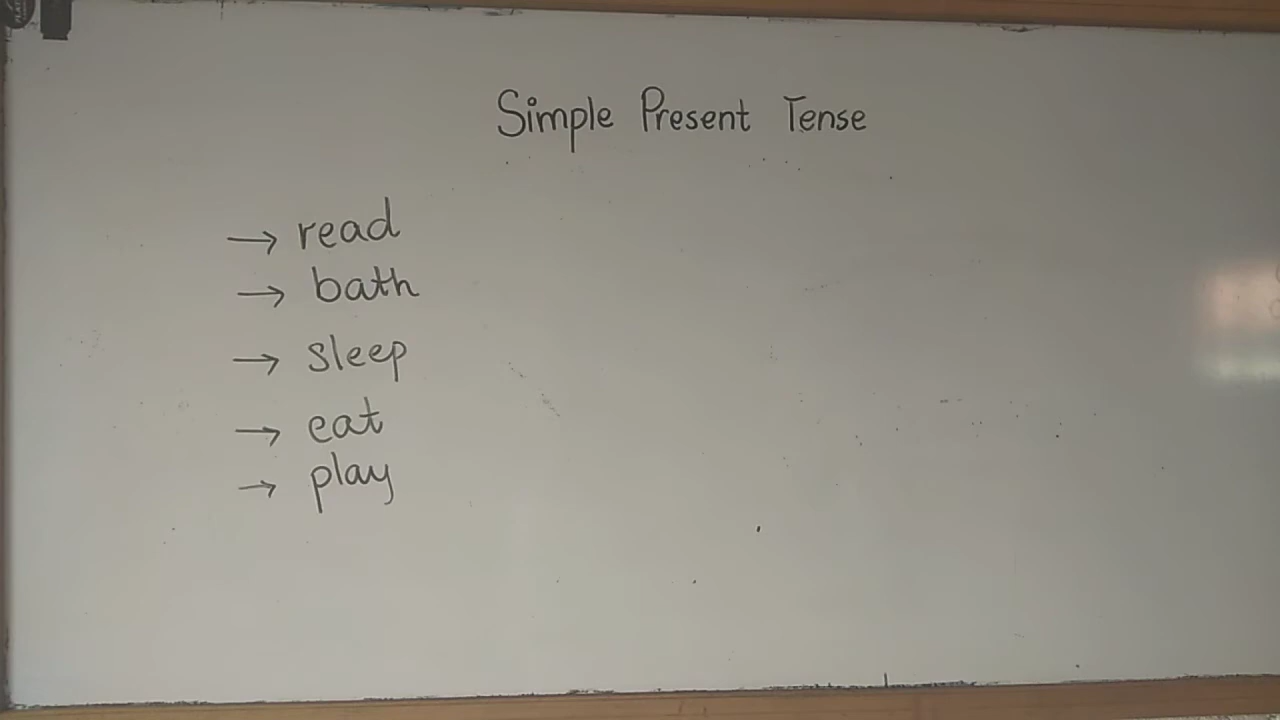 Simple Present Tense
→ read
→ bath
→ sleep
→ eat
→ play